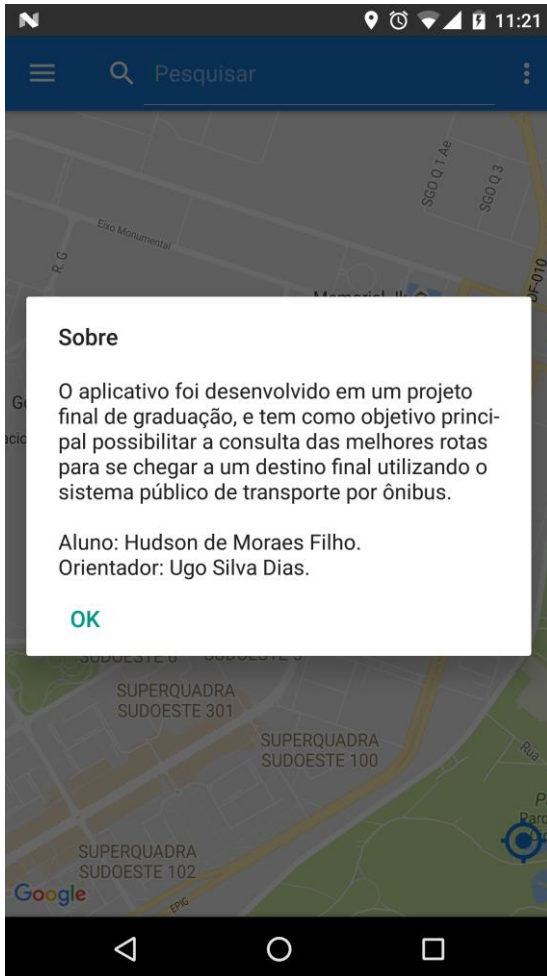 11:21
Pesquisar
SGO Q 1 Ae
SGO Q 3
Eixo Monumental
R. G
DF-010
Sobre
O aplicativo foi desenvolvido em um projeto
final de graduação, e tem como objetivo princi-
pal possibilitar a consulta das melhores rotas
para se chegar a um destino final utilizando o
sistema público de transporte por ônibus.
Aluno: Hudson de Moraes Filho.
Orientador: Ugo Silva Dias.
OK
SUPERQUADRA
SUDOESTE 301
SUPERQUADRA
SUDOESTE 100
Rua
SUPERQUADRA
SUDOESTE 102
Google
EPIG